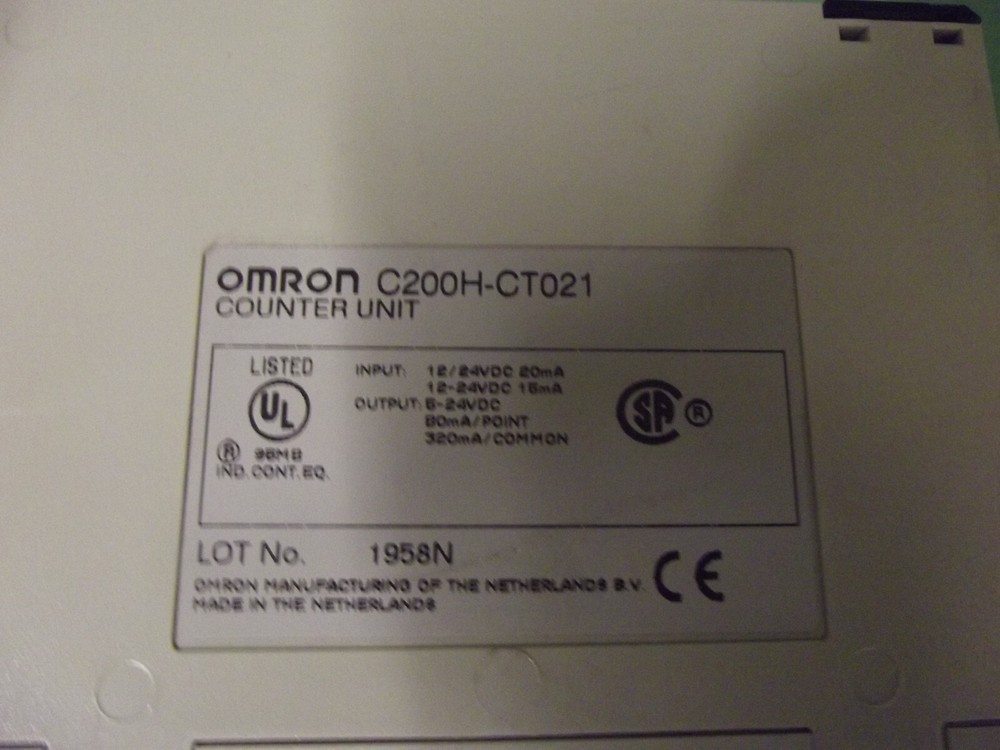 OMRON C200H-CT021
COUNTER UNIT
LISTED
UL
® 96MB
IND. CONT. EQ.
INPUT: 12/24VDC 20mA
12-24VDC 16mA
OUTPUT: 5-24VDC
80mA/POINT
320mA/COMMON
SA ®
LOT No. 1958N
OMRON MANUFACTURING OF THE NETHERLANDS B.V.
MADE IN THE NETHERLANDS
CE